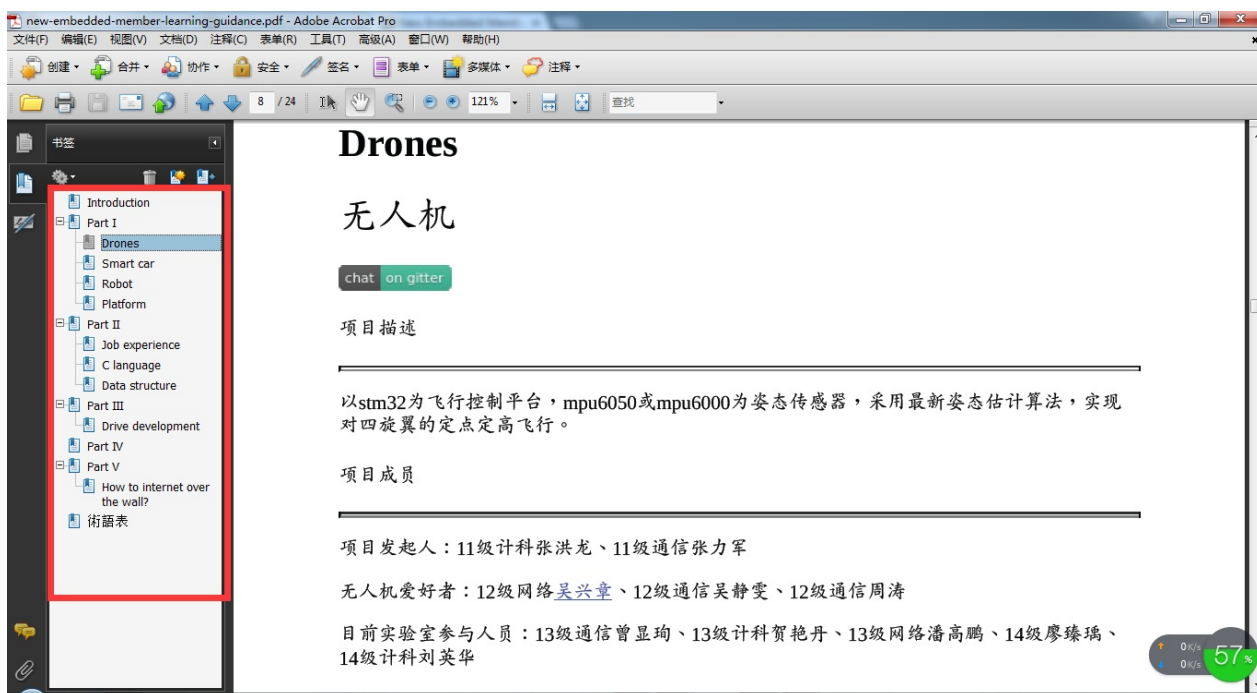 new-embedded-member-learning-guidance.pdf - Adobe Acrobat Pro
文件(F) 编辑(E) 视图(V) 文档(D) 注释(C) 表单(R) 工具(T) 高级(A) 窗口(W) 帮助(H)
创建 合并 协作 安全 签名 表单 多媒体 注释
8 / 24 121% 查找
书签
Introduction
Part I
Drones
Smart car
Robot
Platform
Part II
Job experience
C language
Data structure
Part III
Drive development
Part IV
Part V
How to internet over
the wall?
術語表
Drones
无人机
chat on gitter
项目描述
以stm32为飞行控制平台，mpu6050或mpu6000为姿态传感器，采用最新姿态估计算法，实现
对四旋翼的定点定高飞行。
项目成员
项目发起人：11级计科张洪龙、11级通信张力军
无人机爱好者：12级网络吴兴章、12级通信吴静雯、12级通信周涛
目前实验室参与人员：13级通信曾显珣、13级计科贺艳丹、13级网络潘高鹏、14级廖臻瑀、
14级计科刘英华
0K/s
0K/s
57%